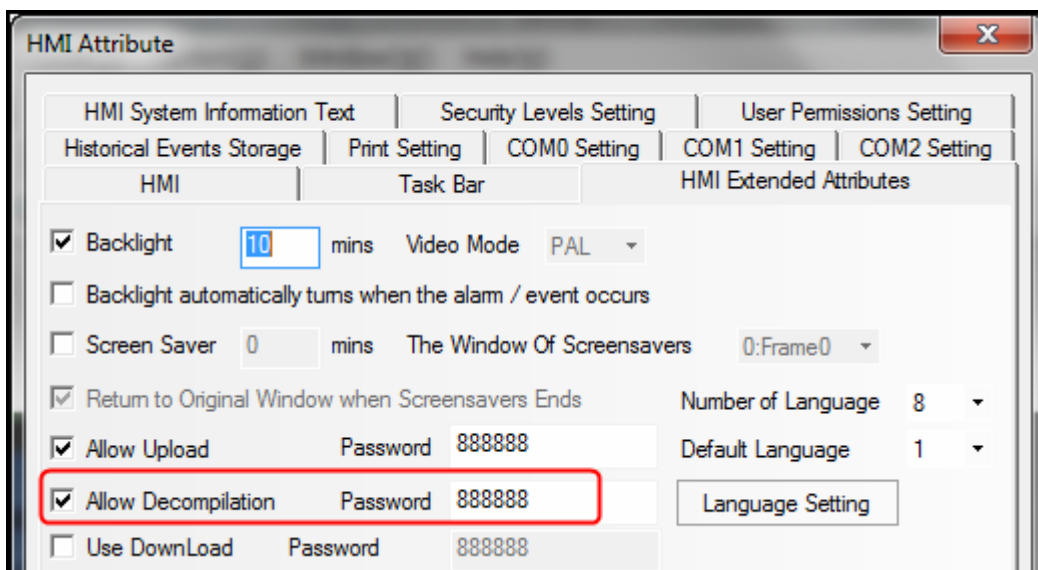 HMI Attribute
HMI System Information Text Security Levels Setting User Permissions Setting
Historical Events Storage Print Setting COM0 Setting COM1 Setting COM2 Setting
HMI Task Bar HMI Extended Attributes
Backlight 10 mins Video Mode PAL
Backlight automatically turns when the alarm / event occurs
Screen Saver 0 mins The Window Of Screensavers 0:Frame0
Return to Original Window when Screensavers Ends Number of Language 8
Allow Upload Password 888888 Default Language 1
Allow Decompilation Password 888888 Language Setting
Use DownLoad Password 888888